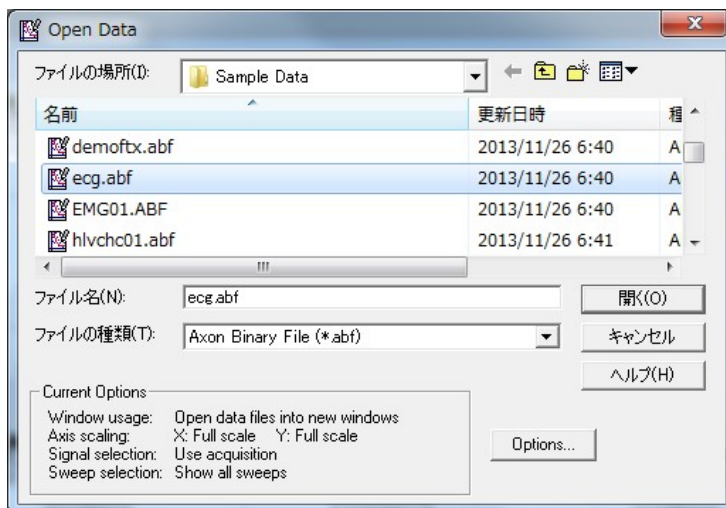 Open Data
ファイルの場所(I):
Sample Data
名前
更新日時
種
demoftx.abf 2013/11/26 6:40 A
ecg.abf 2013/11/26 6:40 A
EMG01.ABF 2013/11/26 6:40 A
hlvchc01.abf 2013/11/26 6:41 A
ファイル名(N):
ecg.abf
開く(O)
ファイルの種類(T):
Axon Binary File (*.abf)
キャンセル
ヘルプ(H)
Current Options
Window usage: Open data files into new windows
Axis scaling: X: Full scale Y: Full scale
Signal selection: Use acquisition
Sweep selection: Show all sweeps
Options...